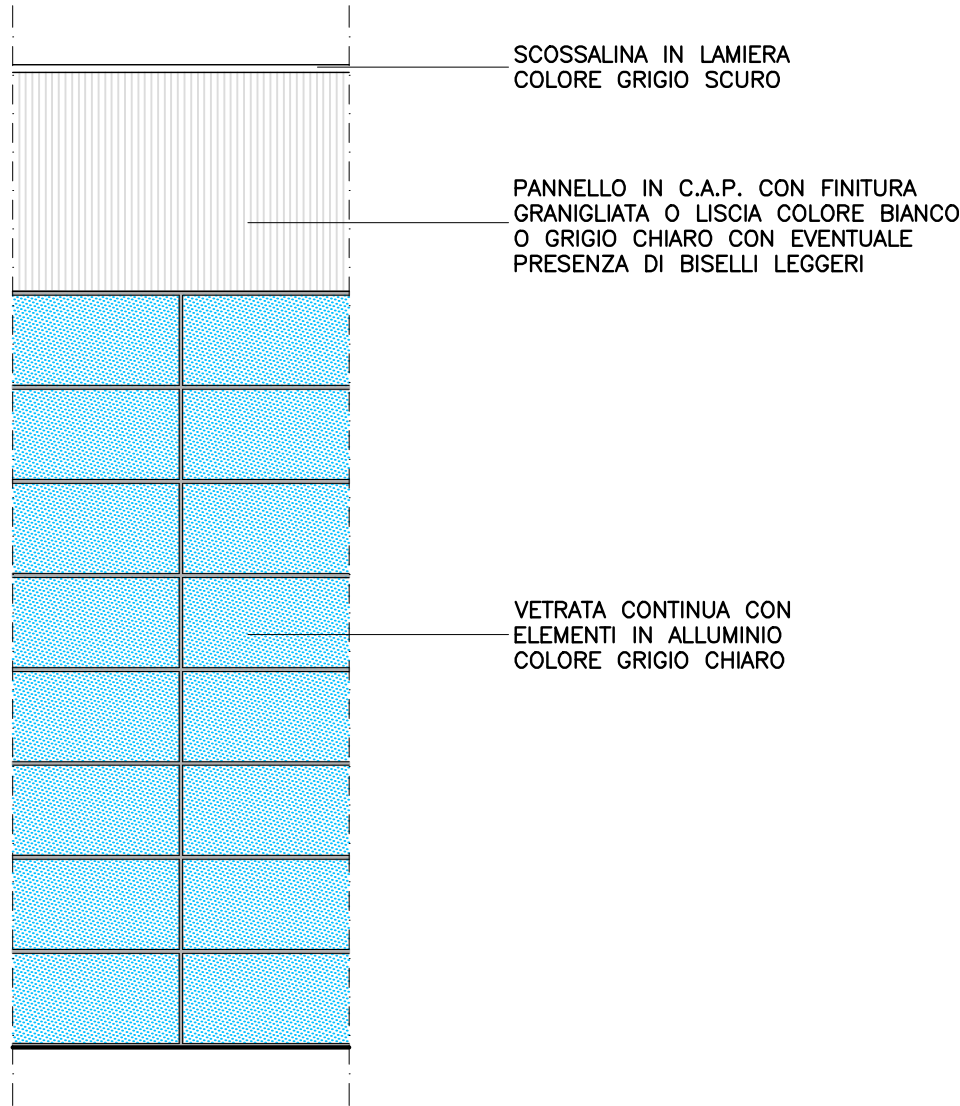 SCOSSALINA IN LAMIERA
COLORE GRIGIO SCURO
PANNELLO IN C.A.P. CON FINITURA
GRANIGLIATA O LISCIA COLORE BIANCO
O GRIGIO CHIARO CON EVENTUALE
PRESENZA DI BISELLI LEGGERI
VETRATA CONTINUA CON
ELEMENTI IN ALLUMINIO
COLORE GRIGIO CHIARO